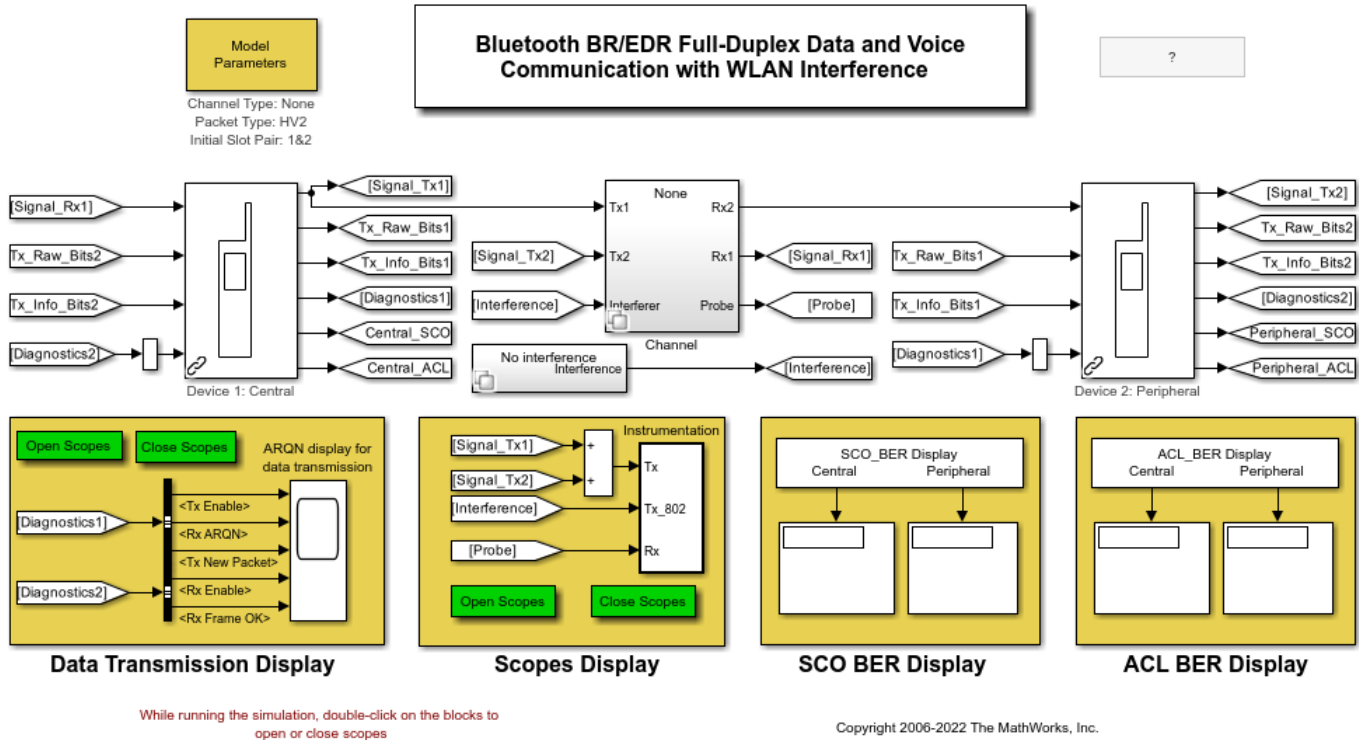 Model
Parameters
Bluetooth BR/EDR Full-Duplex Data and Voice
Communication with WLAN Interference
?
Channel Type: None
Packet Type: HV2
Initial Slot Pair: 1&2
[Signal_Rx1]
Tx_Raw_Bits2
Tx_Info_Bits2
[Diagnostics2]
Device 1: Central
[Signal_Tx1]
Tx_Raw_Bits1
Tx_Info_Bits1
[Diagnostics1]
Central_SCO
Central_ACL
[Signal_Tx2]
[Interference]
None
Tx1
Rx2
Tx2
Rx1
Interferer
Probe
Channel
No interference
Interference
[Signal_Rx1]
[Probe]
[Interference]
Tx_Raw_Bits1
Tx_Info_Bits1
[Diagnostics1]
Device 2: Peripheral
[Signal_Tx2]
Tx_Raw_Bits2
Tx_Info_Bits2
[Diagnostics2]
Peripheral_SCO
Peripheral_ACL
Open Scopes
Close Scopes
ARQN display for
data transmission
[Diagnostics1]
[Diagnostics2]
<Tx Enable>
<Rx ARQN>
<Tx New Packet>
<Rx Enable>
<Rx Frame OK>
Data Transmission Display
Instrumentation
[Signal_Tx1]
[Signal_Tx2]
[Interference]
[Probe]
+
+
Tx
Tx_802
Rx
Open Scopes
Close Scopes
Scopes Display
SCO_BER Display
Central
Peripheral
SCO BER Display
ACL_BER Display
Central
Peripheral
ACL BER Display
While running the simulation, double-click on the blocks to
open or close scopes
Copyright 2006-2022 The MathWorks, Inc.